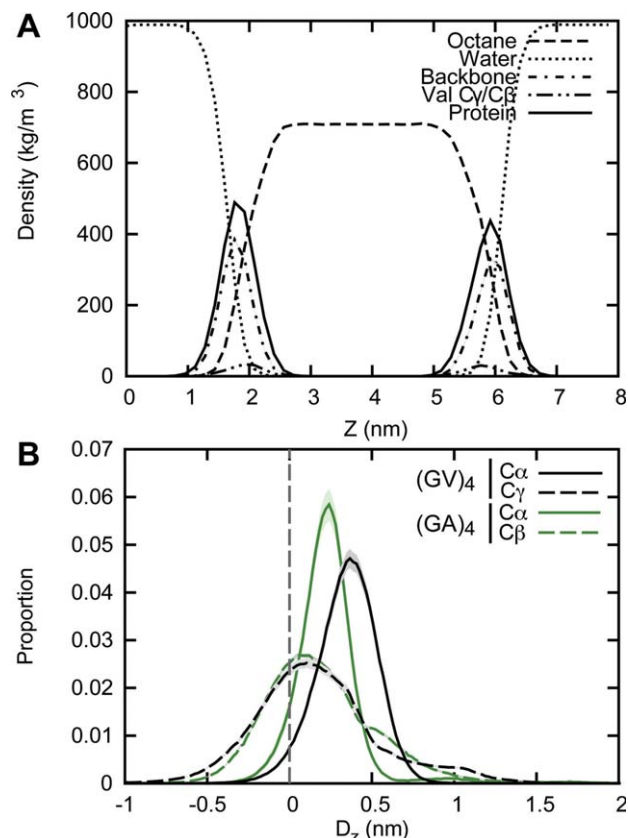 A
1000
800
600
400
200
0
Density (kg/m³)
Octane
Water
Backbone
Val Cγ/Cβ
Protein
0 1 2 3 4 5 6 7 8
Z (nm)
B
0.07
0.06
0.05
0.04
0.03
0.02
0.01
0
Proportion
(GV)₄ Cα
Cγ
(GA)₄ Cα
Cβ
-1 -0.5 0 0.5 1 1.5 2
D_z (nm)